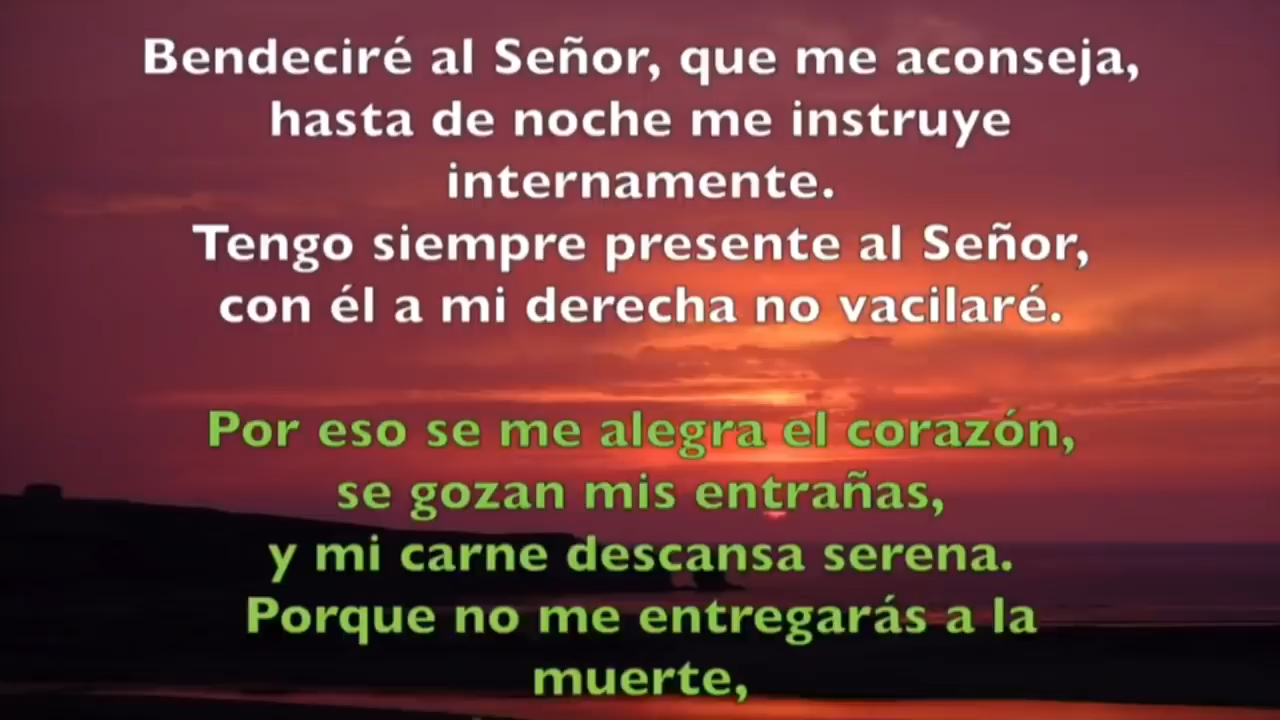 Bendeciré al Señor, que me aconseja,
hasta de noche me instruye
internamente.
Tengo siempre presente al Señor,
con él a mi derecha no vacilaré.
Por eso se me alegra el corazón,
se gozan mis entrañas,
y mi carne descansa serena.
Porque no me entregarás a la
muerte,